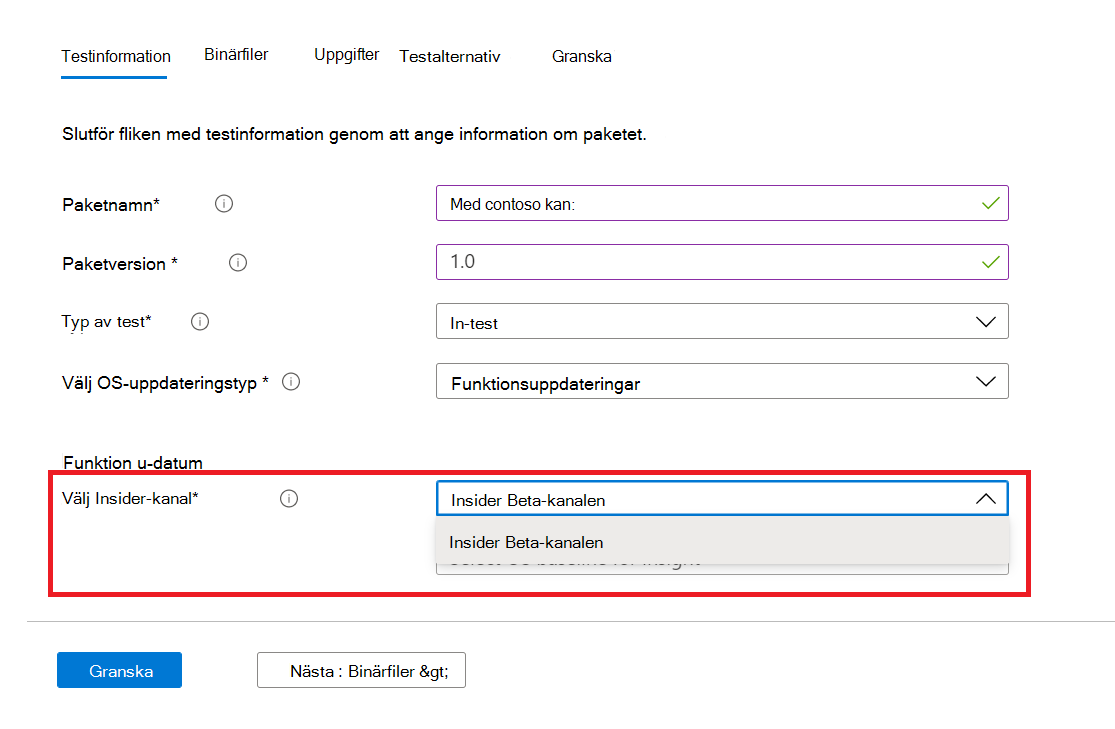 Testinformation Binärfiler Uppgifter Testalternativ Granska
Slutför fliken med testinformation genom att ange information om paketet.
Paketnamn* Med contoso kan:
Paketversion * 1.0
Typ av test* In-test
Välj OS-uppdateringstyp * Funktionsuppdateringar
Funktion u-datum
Välj Insider-kanal* Insider Beta-kanalen
Insider Beta-kanalen
Granska Nästa : Binärfiler &gt;